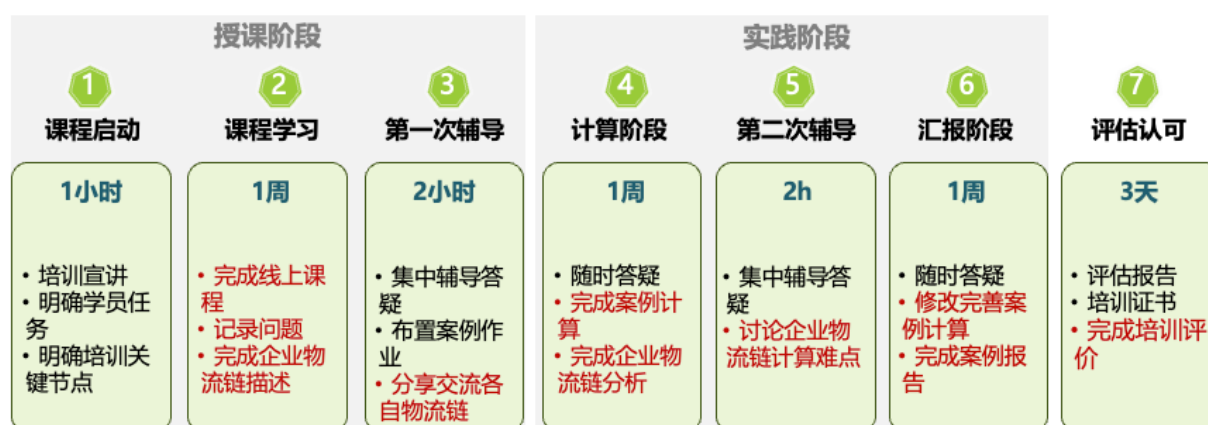 授课阶段
实践阶段
1
2
3
4
5
6
7
课程启动
课程学习
第一次辅导
计算阶段
第二次辅导
汇报阶段
评估认可
1小时
• 培训宣讲
• 明确学员任
务
• 明确培训关
键节点
1周
• 完成线上课
程
• 记录问题
• 完成企业物
流链描述
2小时
• 集中辅导答
疑
• 布置案例作
业
• 分享交流各
自物流链
1周
• 随时答疑
• 完成案例计
算
• 完成企业物
流链分析
2h
• 集中辅导答
疑
• 讨论企业物
流链计算难点
1周
• 随时答疑
• 修改完善案
例计算
• 完成案例报
告
3天
• 评估报告
• 培训证书
• 完成培训评
价